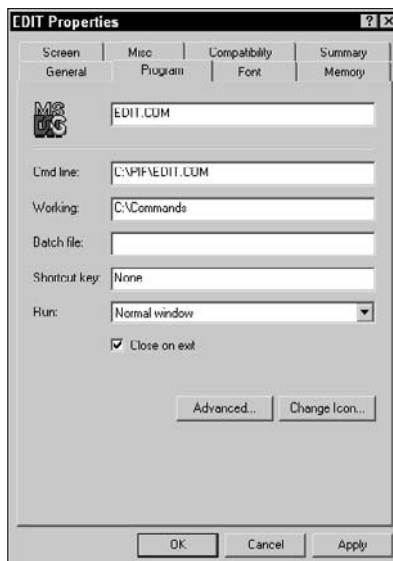 EDIT Properties
Screen Misc Compatibility Summary
General Program Font Memory
MS DOS
EDIT.COM
Cmd line: C:\PIF\EDIT.COM
Working: C:\Commands
Batch file:
Shortcut key: None
Run: Normal window
Close on exit
Advanced... Change Icon...
OK Cancel Apply